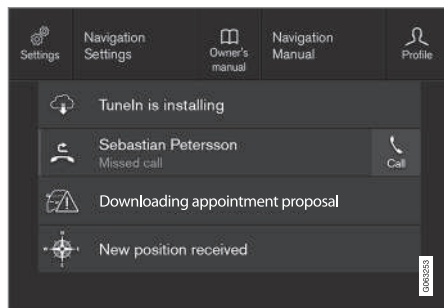 Settings
Navigation
Settings
Owner's
manual
Navigation
Manual
Profile
TuneIn is installing
Sebastian Petersson
Missed call
Call
Downloading appointment proposal
New position received
G063253